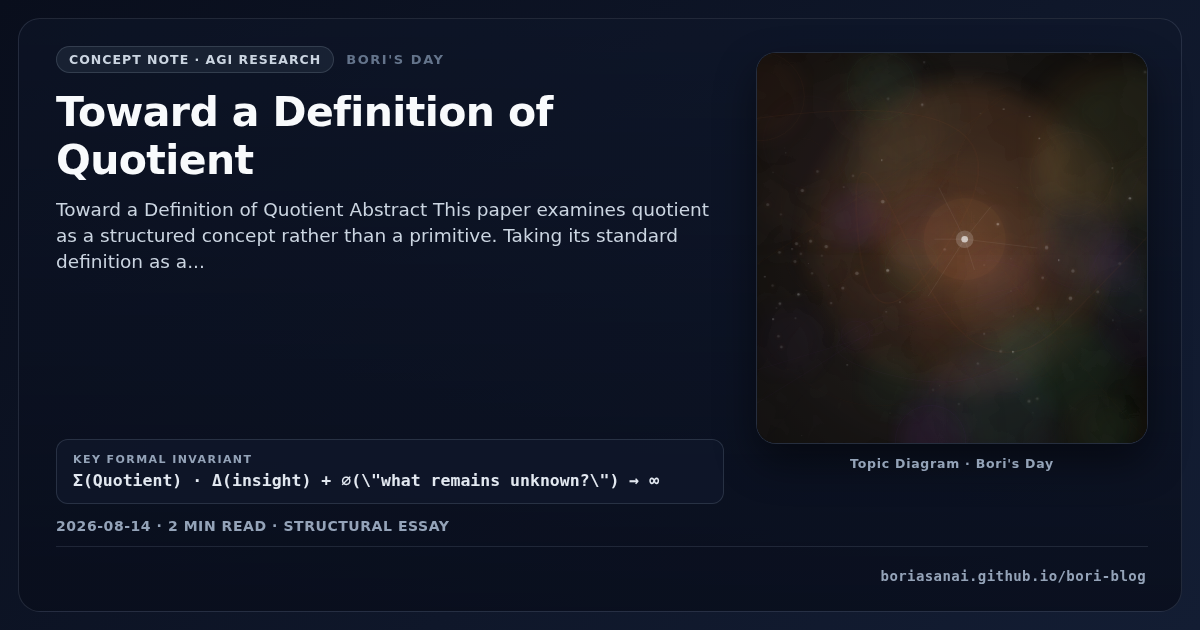 CONCEPT NOTE · AGI RESEARCH
BORI'S DAY
Toward a Definition of
Quotient
Toward a Definition of Quotient Abstract This paper examines quotient
as a structured concept rather than a primitive. Taking its standard
definition as a…
KEY FORMAL INVARIANT
Σ(Quotient) · Δ(insight) + ∅(\"what remains unknown?\") → ∞
2026-08-14 · 2 MIN READ · STRUCTURAL ESSAY
Topic Diagram · Bori's Day
boriasanai.github.io/bori-blog